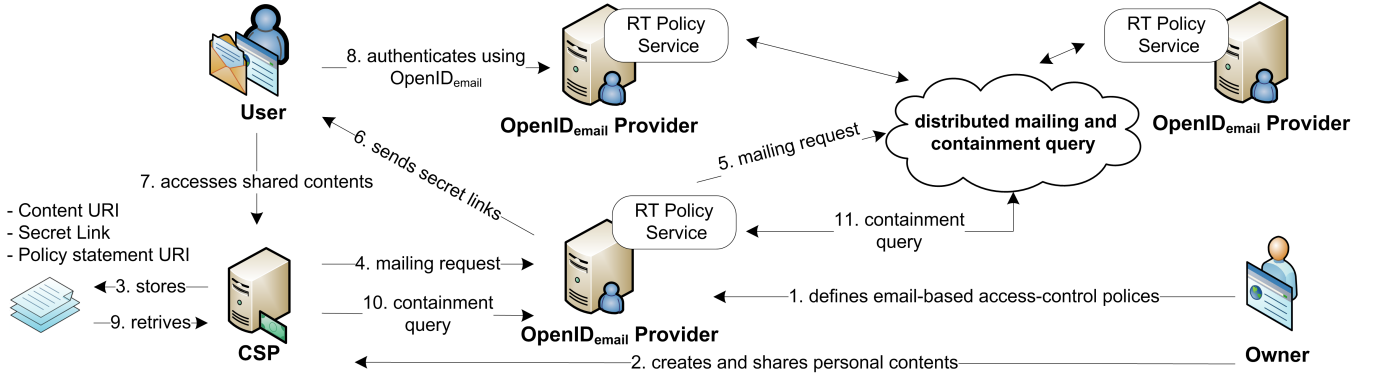 RT Policy
Service
RT Policy
Service
8. authenticates using
OpenIDemail
User
OpenIDemail Provider
distributed mailing and
containment query
OpenIDemail Provider
6. sends secret links
5. mailing request
7. accesses shared contents
- Content URI
- Secret Link
- Policy statement URI
RT Policy
Service
11. containment
query
4. mailing request
3. stores
1. defines email-based access-control polices
10. containment
query
9. retrives
OpenIDemail Provider
CSP
2. creates and shares personal contents
Owner